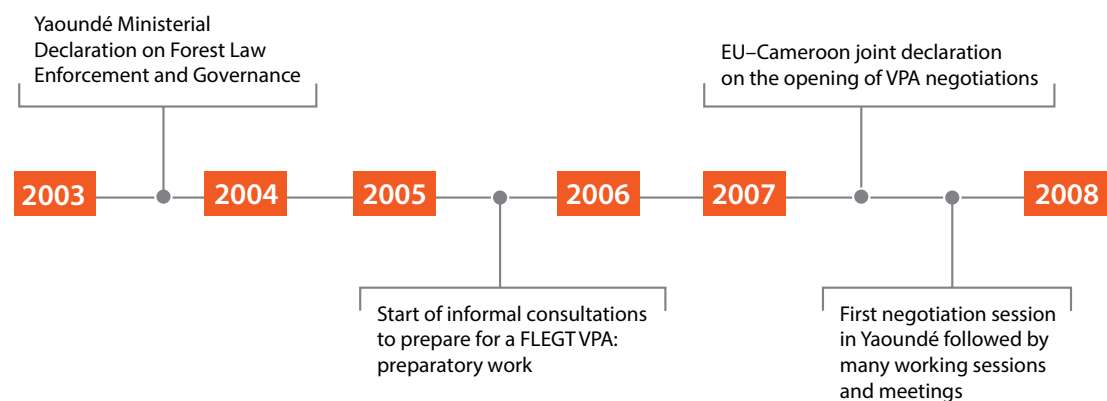 Yaoundé Ministerial
Declaration on Forest Law
Enforcement and Governance
EU–Cameroon joint declaration
on the opening of VPA negotiations
2003
2004
2005
2006
2007
2008
Start of informal consultations
to prepare for a FLEGT VPA:
preparatory work
First negotiation session
in Yaoundé followed by
many working sessions
and meetings